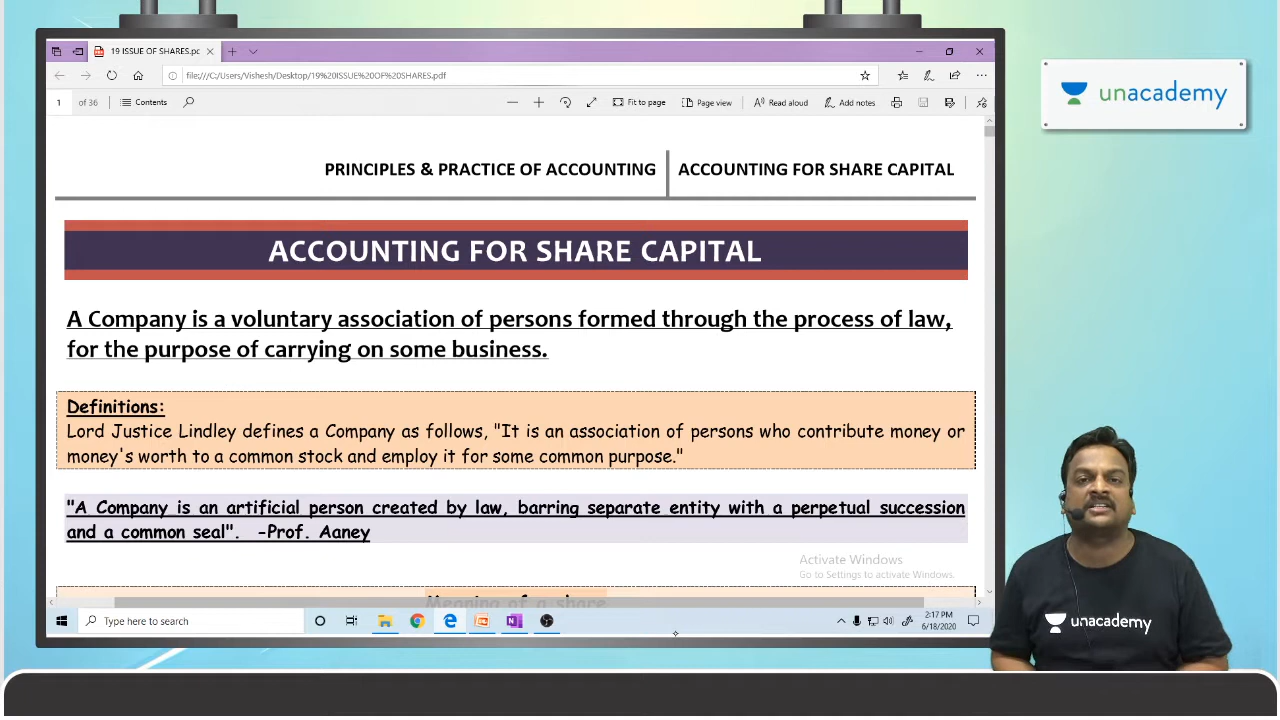 19 ISSUE OF SHARES.pc
file:///C:/Users/Vishesh/Desktop/19%20ISSUE%20OF%20SHARES.pdf
1 of 36 Contents Fit to page Page view Read aloud Add notes
unacademy
PRINCIPLES & PRACTICE OF ACCOUNTING ACCOUNTING FOR SHARE CAPITAL
ACCOUNTING FOR SHARE CAPITAL
A Company is a voluntary association of persons formed through the process of law,
for the purpose of carrying on some business.
Definitions:
Lord Justice Lindley defines a Company as follows, "It is an association of persons who contribute money or
money's worth to a common stock and employ it for some common purpose."
"A Company is an artificial person created by law, barring separate entity with a perpetual succession
and a common seal". -Prof. Aaney
Activate Windows
Go to Settings to activate Windows.
Meaning of a share
Type here to search
2:17 PM
6/18/2020
unacademy